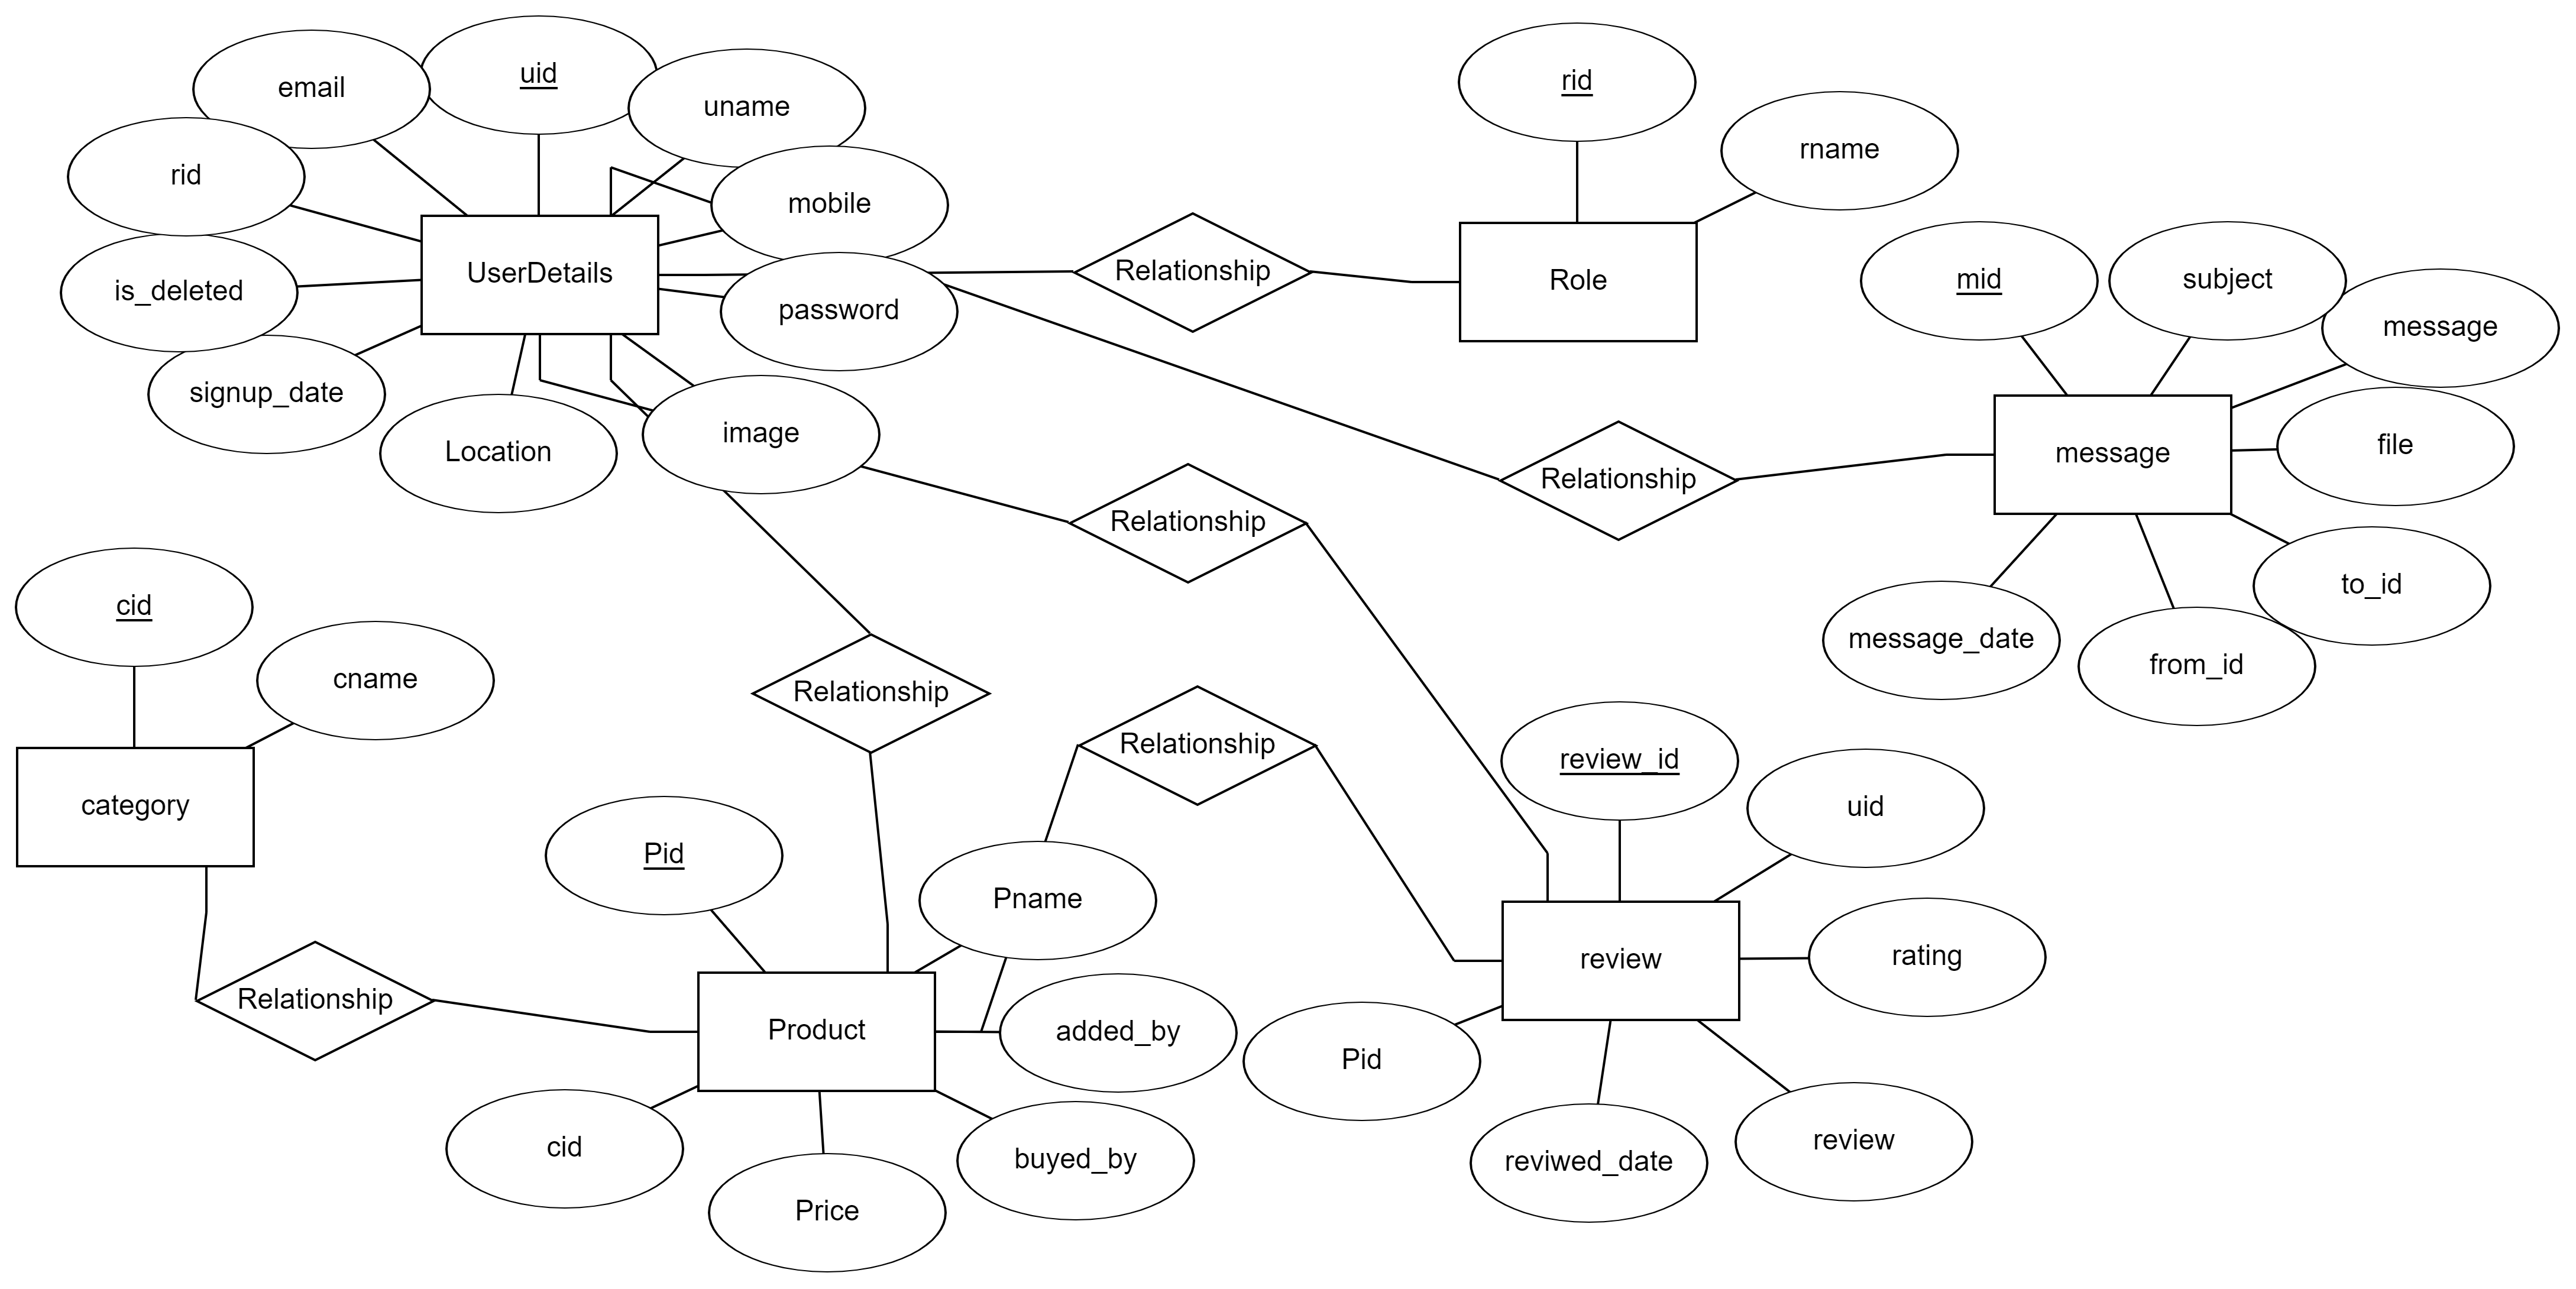 uid
email
uname
rid
mobile
is_deleted
UserDetails
password
signup_date
Location
image
Relationship
rid
rname
Role
mid
subject
message
file
message
Relationship
to_id
message_date
from_id
Relationship
cid
cname
category
Relationship
Relationship
Relationship
Pid
Pname
Product
added_by
cid
buyed_by
Price
review_id
uid
review
rating
Pid
reviwed_date
review